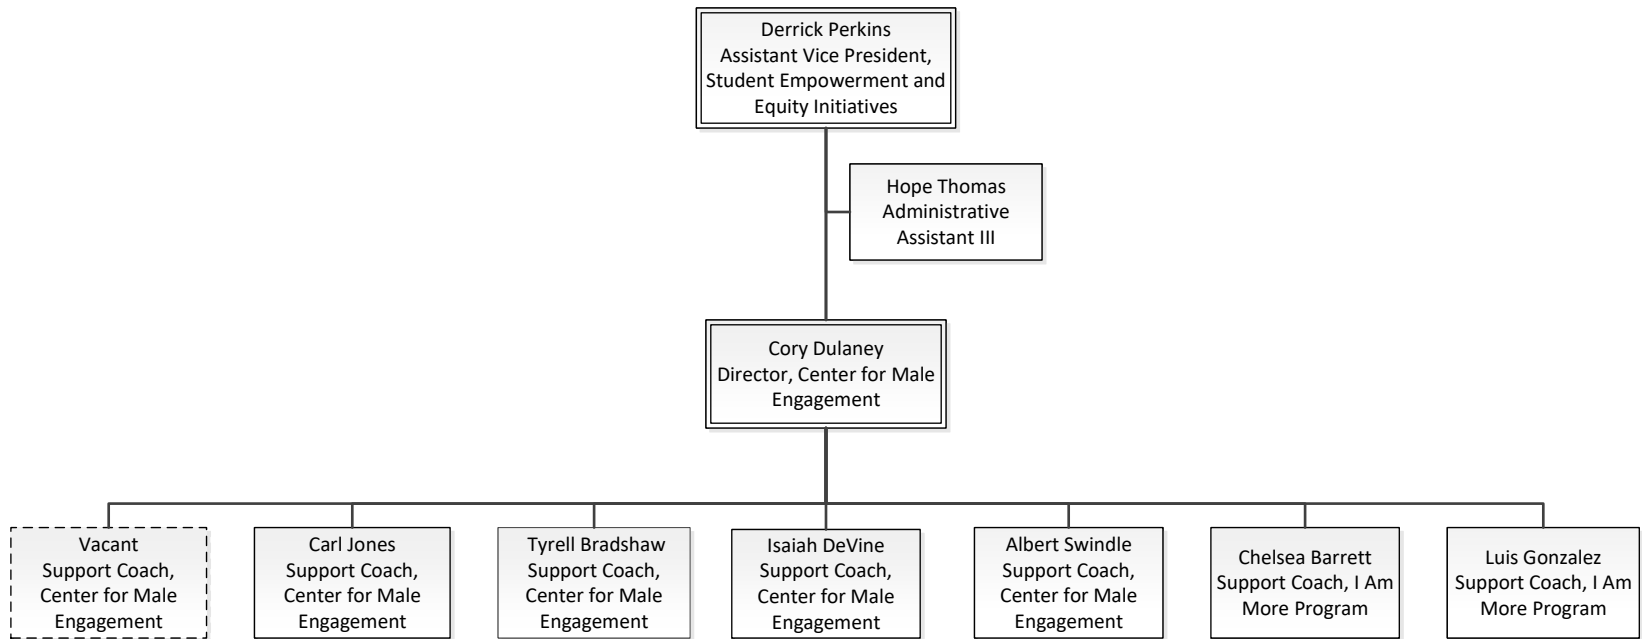 Derrick Perkins
Assistant Vice President,
Student Empowerment and
Equity Initiatives
Hope Thomas
Administrative
Assistant III
Cory Dulaney
Director, Center for Male
Engagement
Vacant
Support Coach,
Center for Male
Engagement
Carl Jones
Support Coach,
Center for Male
Engagement
Tyrell Bradshaw
Support Coach,
Center for Male
Engagement
Isaiah DeVine
Support Coach,
Center for Male
Engagement
Albert Swindle
Support Coach,
Center for Male
Engagement
Chelsea Barrett
Support Coach, I Am
More Program
Luis Gonzalez
Support Coach, I Am
More Program